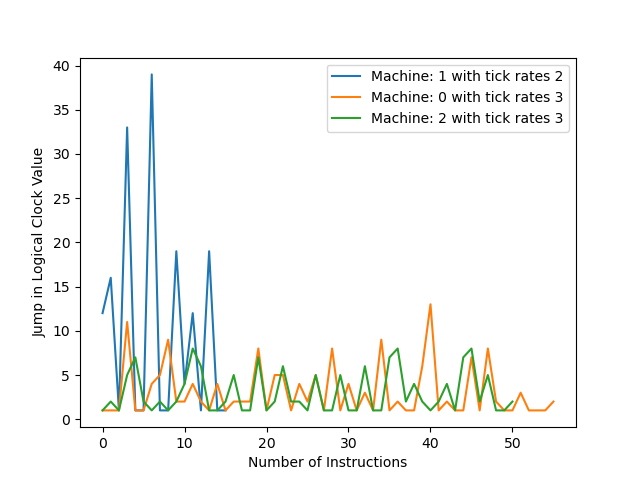 40
35
30
25
20
15
10
5
0
Jump in Logical Clock Value
Machine: 1 with tick rates 2
Machine: 0 with tick rates 3
Machine: 2 with tick rates 3
0 10 20 30 40 50
Number of Instructions